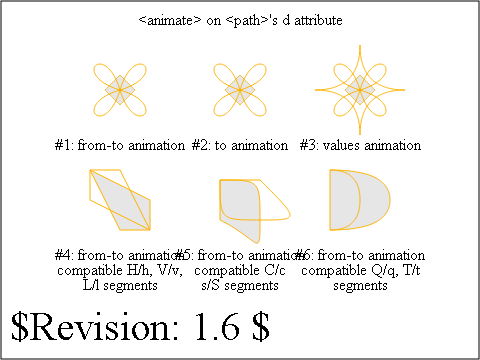 <animate> on <path>'s d attribute
#1: from-to animation
#2: to animation
#3: values animation
#4: from-to animation
compatible H/h, V/v,
L/l segments
#5: from-to animation
compatible C/c
s/S segments
#6: from-to animation
compatible Q/q, T/t
segments
$Revision: 1.6 $